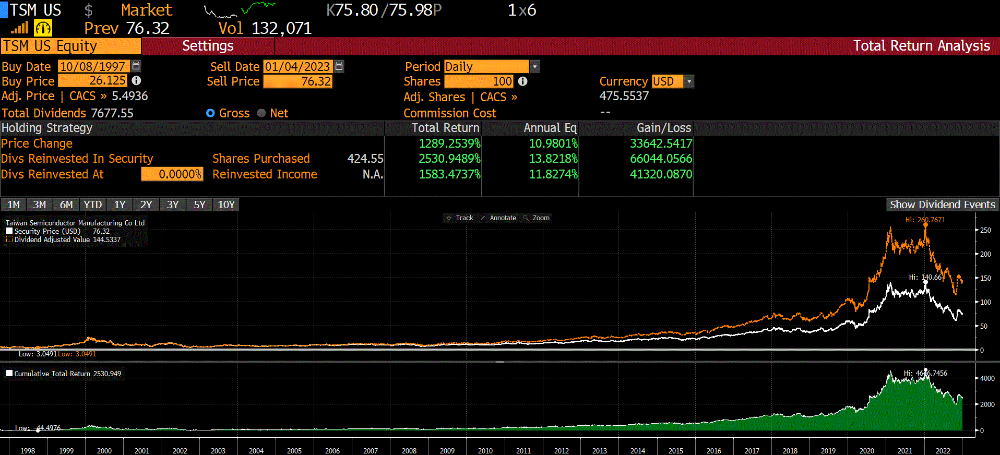 TSM US $ Market K75.80/75.98P 1x6
Prev 76.32 Vol 132,071
TSM US Equity Settings Total Return Analysis
Buy Date 10/08/1997 Sell Date 01/04/2023 Period Daily
Buy Price 26.125 Sell Price 76.32 Shares 100 Currency USD
Adj. Price | CACS » 5.4936 Adj. Shares | CACS » 475.5537
Total Dividends 7677.55 Gross Net Commission Cost --
Holding Strategy Total Return Annual Eq Gain/Loss
Price Change 1289.2539% 10.9801% 33642.5417
Divs Reinvested In Security Shares Purchased 424.55 2530.9489% 13.8218% 66044.0566
Divs Reinvested At 0.0000% Reinvested Income N.A. 1583.4737% 11.8274% 41320.0870
1M 3M 6M YTD 1Y 2Y 3Y 5Y 10Y Show Dividend Events
Track Annotate Zoom
Taiwan Semiconductor Manufacturing Co Ltd
Security Price (USD) 76.32
Dividend Adjusted Value 144.5337
Hi: 260.7671
Hi: 140.66
250
200
150
100
50
0
Low: 3.0491 Low: 3.0491
Cumulative Total Return 2530.949
Hi: 4646.7456
4000
2000
0
Low: -44.4976
1998 1999 2000 2001 2002 2003 2004 2005 2006 2007 2008 2009 2010 2011 2012 2013 2014 2015 2016 2017 2018 2019 2020 2021 2022